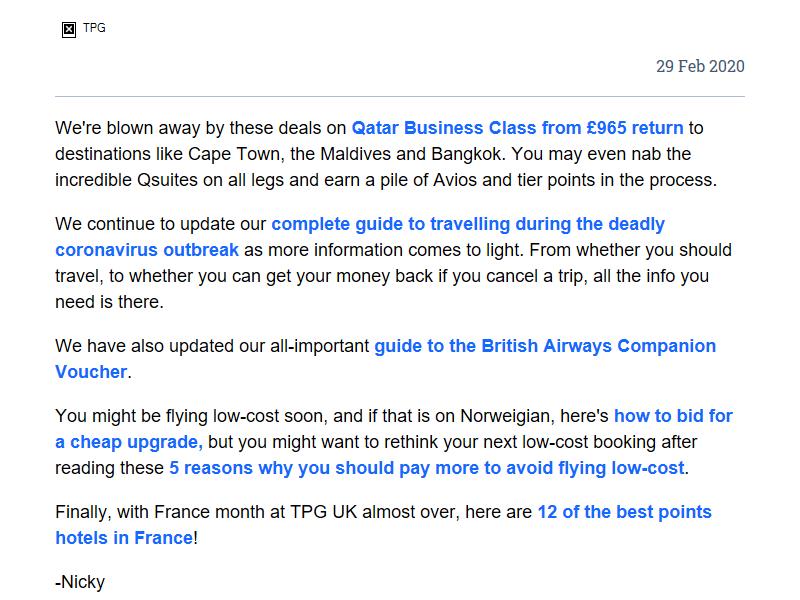 TPG
29 Feb 2020
We're blown away by these deals on Qatar Business Class from £965 return to
destinations like Cape Town, the Maldives and Bangkok. You may even nab the
incredible Qsuites on all legs and earn a pile of Avios and tier points in the process.
We continue to update our complete guide to travelling during the deadly
coronavirus outbreak as more information comes to light. From whether you should
travel, to whether you can get your money back if you cancel a trip, all the info you
need is there.
We have also updated our all-important guide to the British Airways Companion
Voucher.
You might be flying low-cost soon, and if that is on Norweigian, here's how to bid for
a cheap upgrade, but you might want to rethink your next low-cost booking after
reading these 5 reasons why you should pay more to avoid flying low-cost.
Finally, with France month at TPG UK almost over, here are 12 of the best points
hotels in France!
-Nicky